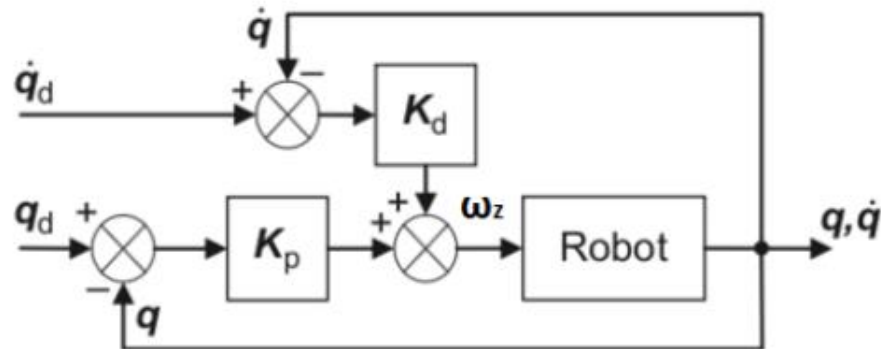 q̇ −
q̇d + Kd
+
qd + + ωz
Kp Robot q, q̇
−
q